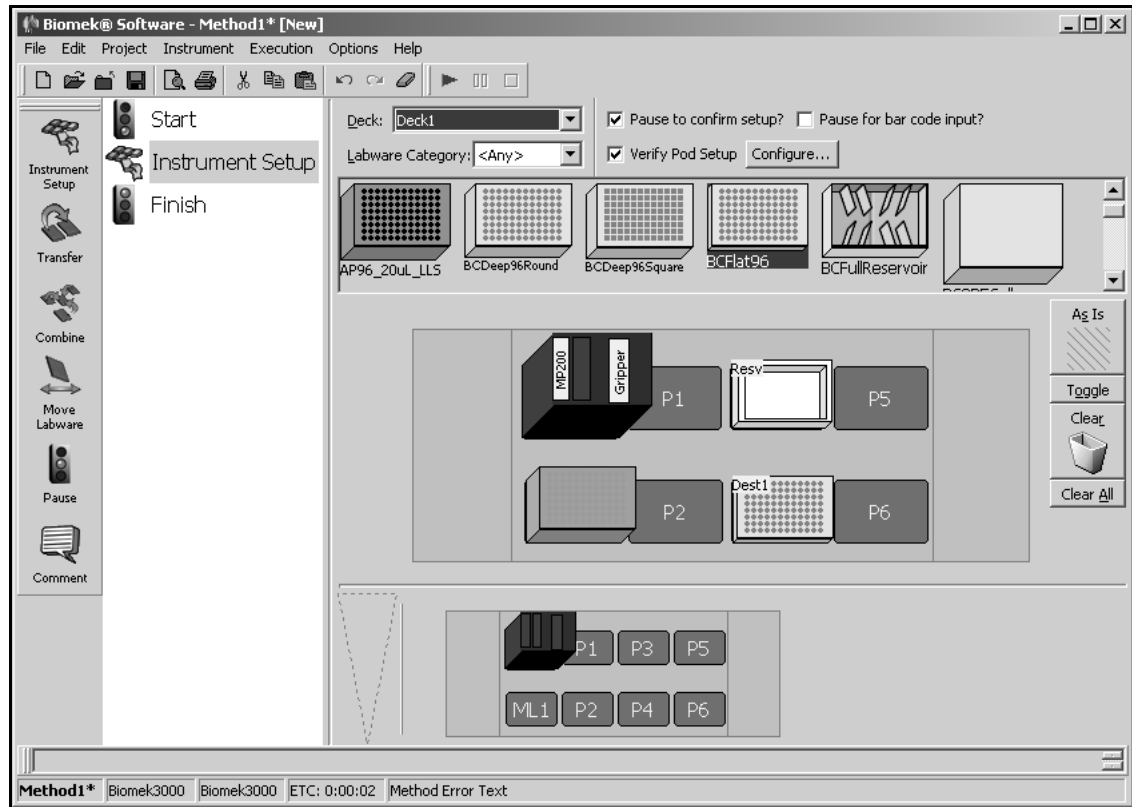 Biomek® Software - Method1* [New]
File Edit Project Instrument Execution Options Help
Instrument
Setup
Transfer
Combine
Move
Labware
Pause
Comment
Start
Instrument Setup
Finish
Deck: Deck1
Pause to confirm setup? Pause for bar code input?
Labware Category: <Any>
Verify Pod Setup Configure...
AP96_20uL_LLS BCDeep96Round BCDeep96Square BCFlat96 BCFullReservoir
MP200 Gripper P1 Resv P5
P2 Dest1 P6
As Is
Toggle
Clear
Clear All
P1 P3 P5
ML1 P2 P4 P6
Method1* Biomek3000 Biomek3000 ETC: 0:00:02 Method Error Text